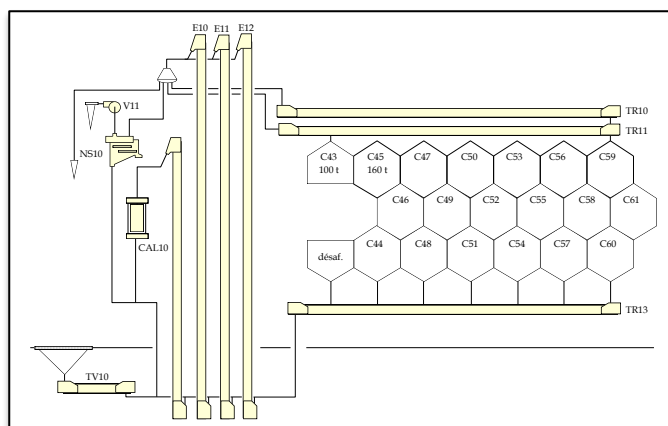 E10 E11 E12
V11
TR10
TR11
NS10
C43 C45 C47 C50 C53 C56 C59
100 t 160 t
C46 C49 C52 C55 C58 C61
CAL10
désaf. C44 C48 C51 C54 C57 C60
TR13
TV10